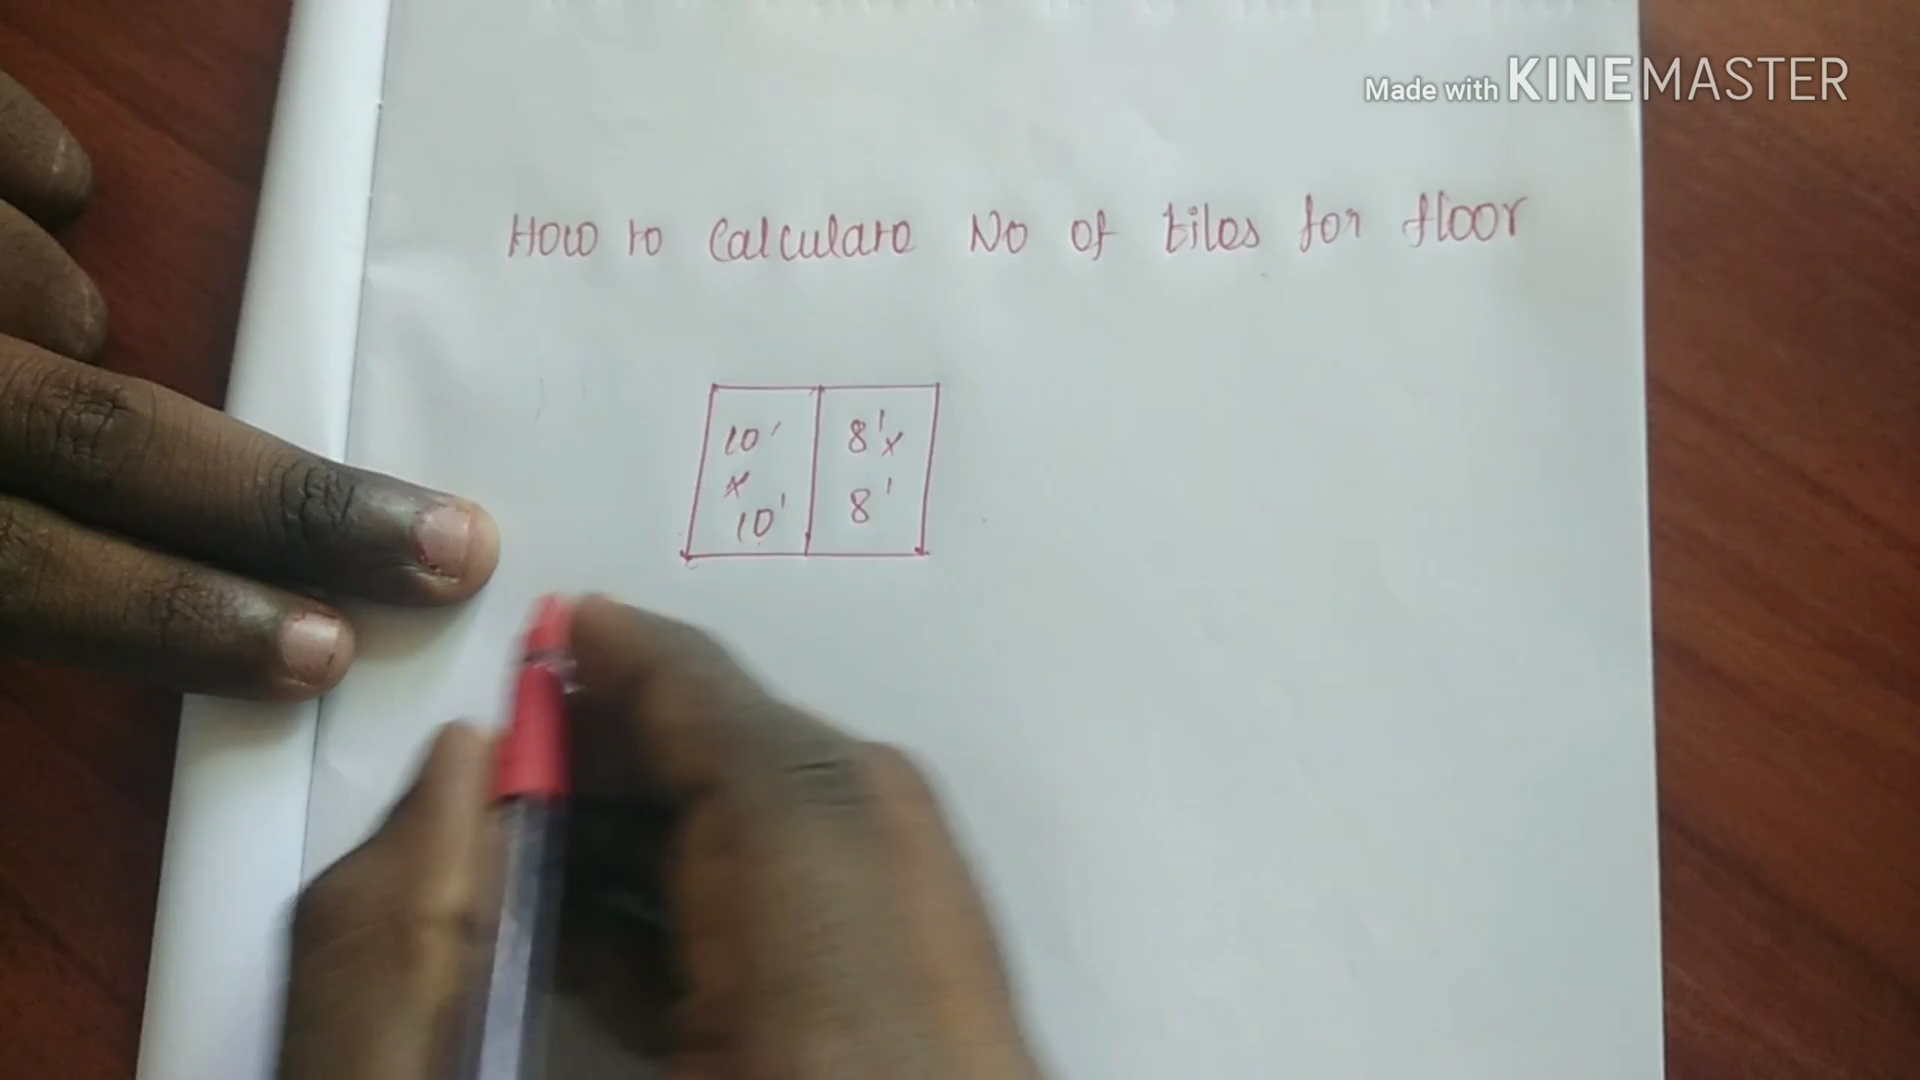 Made with KINEMASTER
How to Calculate No of tiles for floor
10' 8'x
x
10' 8'